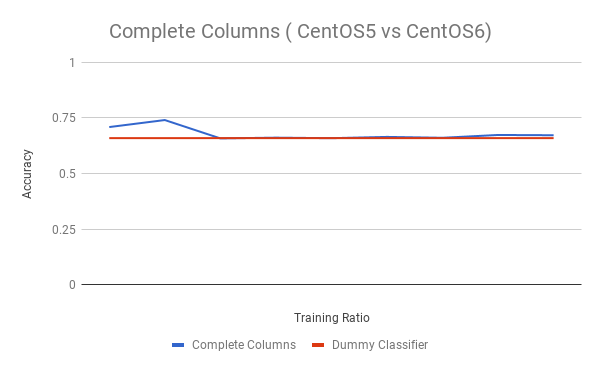 Complete Columns ( CentOS5 vs CentOS6)
1
0.75
0.5
0.25
0
Accuracy
Training Ratio
Complete Columns
Dummy Classifier